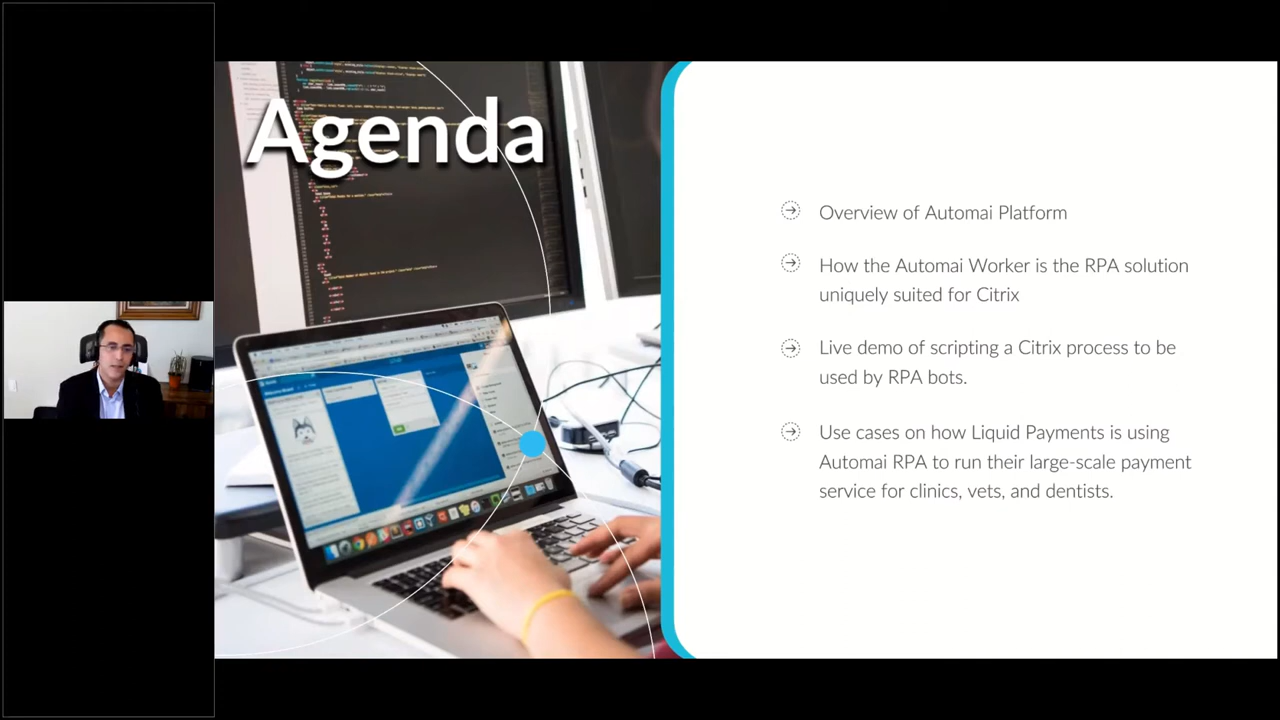 Agenda
Overview of Automai Platform
How the Automai Worker is the RPA solution
uniquely suited for Citrix
Live demo of scripting a Citrix process to be
used by RPA bots.
Use cases on how Liquid Payments is using
Automai RPA to run their large-scale payment
service for clinics, vets, and dentists.